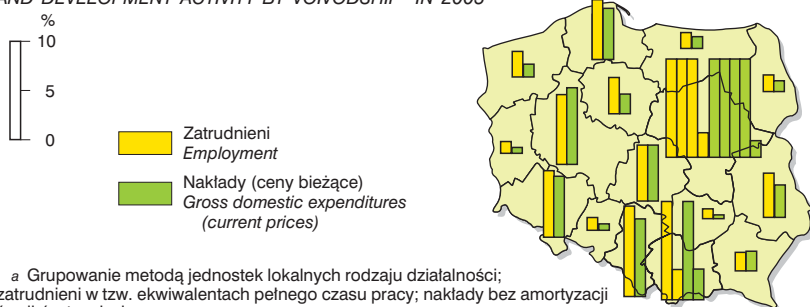 AND DEVELOPMENT ACTIVITY BY VOIVODSHIP IN 2005
%
10
5
0
Zatrudnieni
Employment
Nakłady (ceny bieżące)
Gross domestic expenditures
(current prices)
a Grupowanie metodą jednostek lokalnych rodzaju działalności;
zatrudnieni w tzw. ekwiwalentach pełnego czasu pracy; nakłady bez amortyzacji